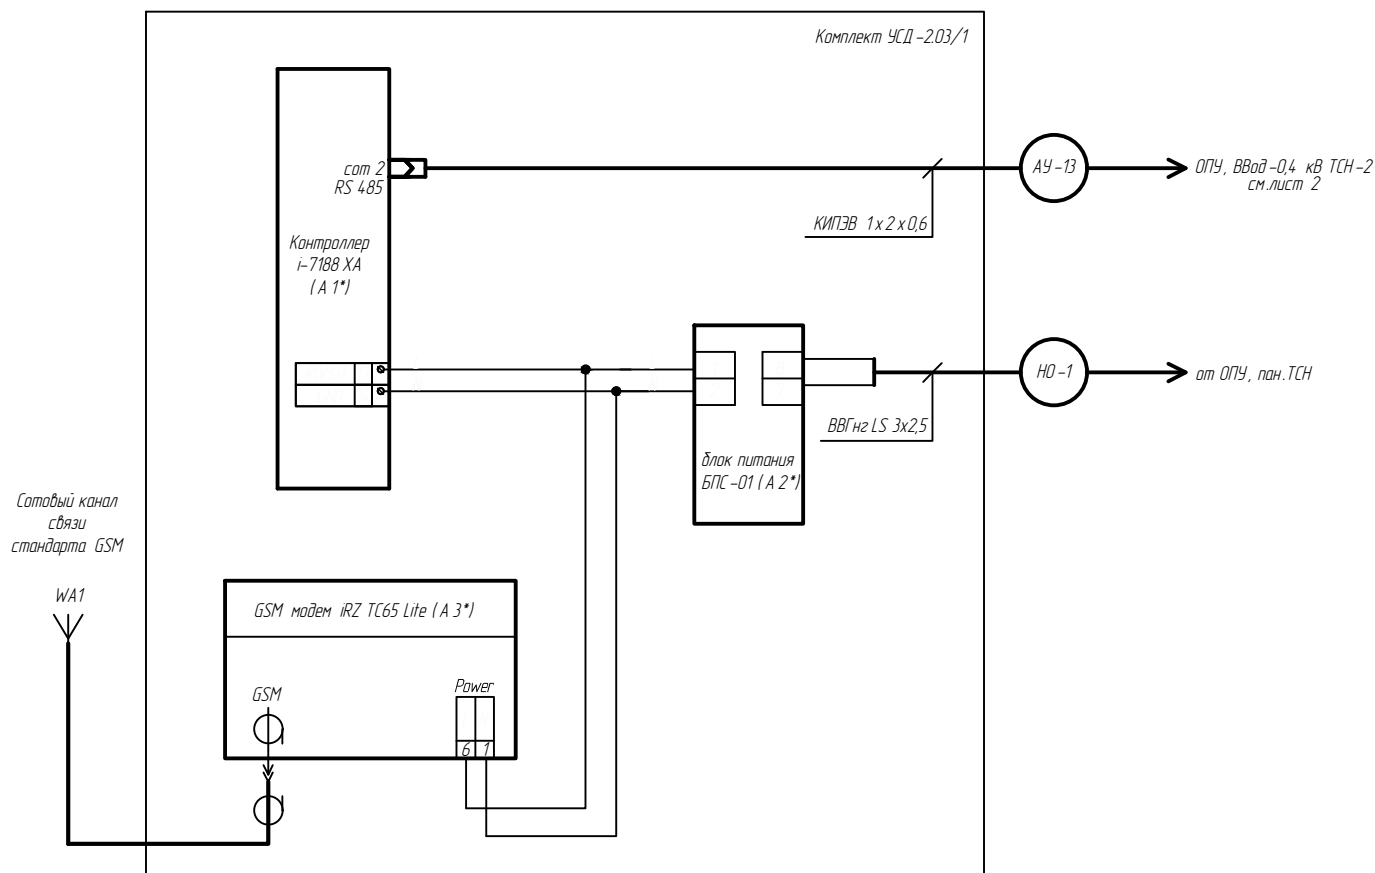 Комплект УСД-2.03/1
com 2
RS 485
АУ-13
ОПУ, ВВод-0,4 кВ ТСН-2
см.лист 2
КИПЭВ 1x2x0,6
Контроллер
i-7188 XA
(А 1*)
НО-1
от ОПУ, пан.ТСН
ВВГнг LS 3x2,5
блок питания
БПС-01 (А 2*)
Сотовый канал
связи
стандарта GSM
WA1
GSM модем iRZ TC65 Lite (А 3*)
GSM
Power
6 1